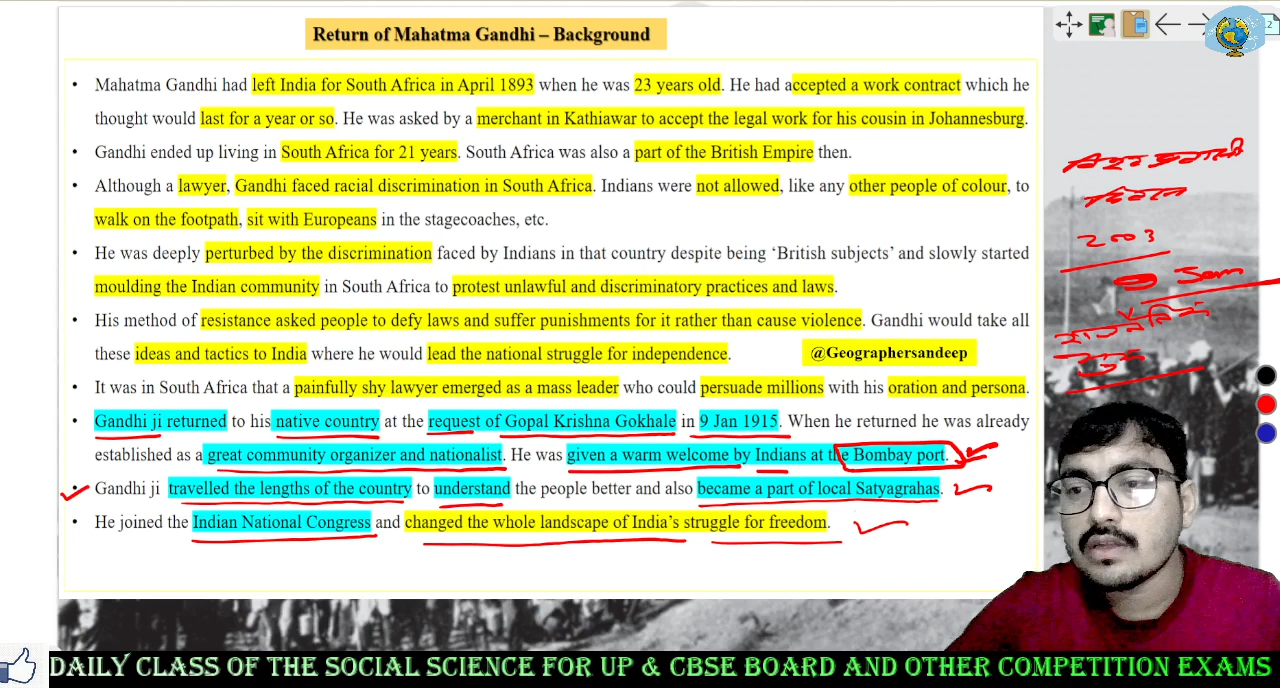 Return of Mahatma Gandhi – Background
• Mahatma Gandhi had left India for South Africa in April 1893 when he was 23 years old. He had accepted a work contract which he
thought would last for a year or so. He was asked by a merchant in Kathiawar to accept the legal work for his cousin in Johannesburg.
• Gandhi ended up living in South Africa for 21 years. South Africa was also a part of the British Empire then.
• Although a lawyer, Gandhi faced racial discrimination in South Africa. Indians were not allowed, like any other people of colour, to
walk on the footpath, sit with Europeans in the stagecoaches, etc.
• He was deeply perturbed by the discrimination faced by Indians in that country despite being ‘British subjects’ and slowly started
moulding the Indian community in South Africa to protest unlawful and discriminatory practices and laws.
• His method of resistance asked people to defy laws and suffer punishments for it rather than cause violence. Gandhi would take all
these ideas and tactics to India where he would lead the national struggle for independence.
@Geographersandeep
• It was in South Africa that a painfully shy lawyer emerged as a mass leader who could persuade millions with his oration and persona.
• Gandhi ji returned to his native country at the request of Gopal Krishna Gokhale in 9 Jan 1915. When he returned he was already
established as a great community organizer and nationalist. He was given a warm welcome by Indians at the Bombay port.
• Gandhi ji travelled the lengths of the country to understand the people better and also became a part of local Satyagrahas.
• He joined the Indian National Congress and changed the whole landscape of India’s struggle for freedom.
2003
9 Jan
DAILY CLASS OF THE SOCIAL SCIENCE FOR UP & CBSE BOARD AND OTHER COMPETITION EXAMS